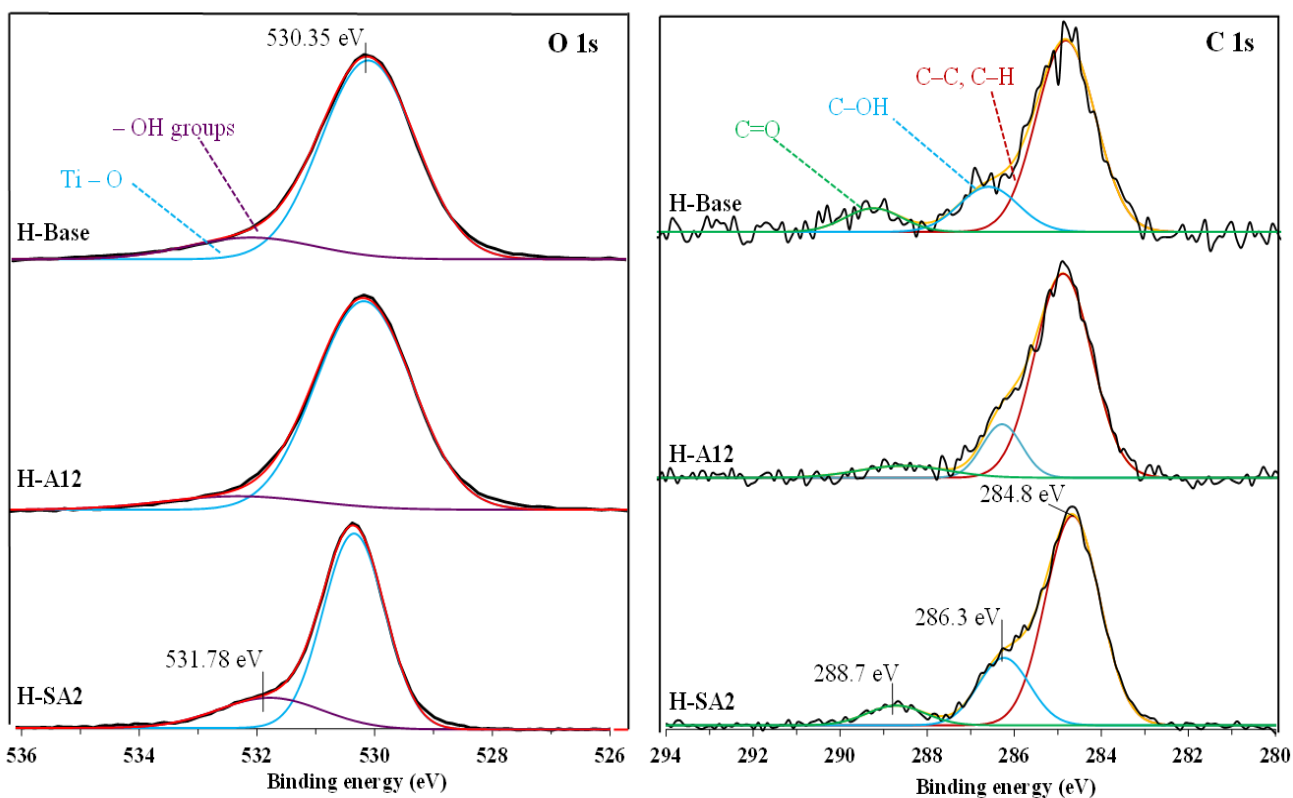 530.35 eV
O 1s
– OH groups
Ti – O
H-Base
H-A12
531.78 eV
H-SA2
536
534
532
530
528
526
Binding energy (eV)
C 1s
C–C, C–H
C–OH
C=O
H-Base
H-A12
284.8 eV
286.3 eV
288.7 eV
H-SA2
294
292
290
288
286
284
282
280
Binding energy (eV)